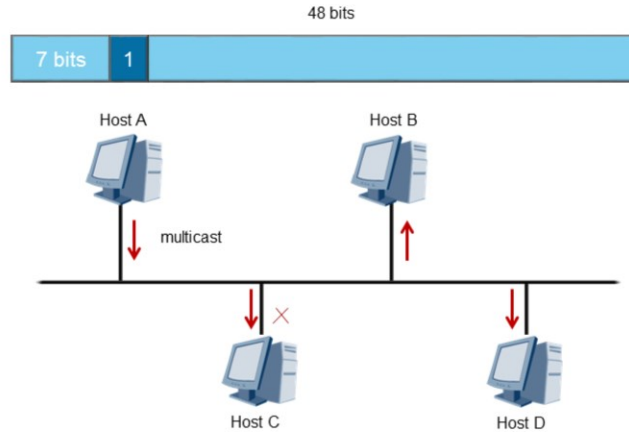 48 bits
7 bits 1
Host A
Host B
multicast
Host C
Host D